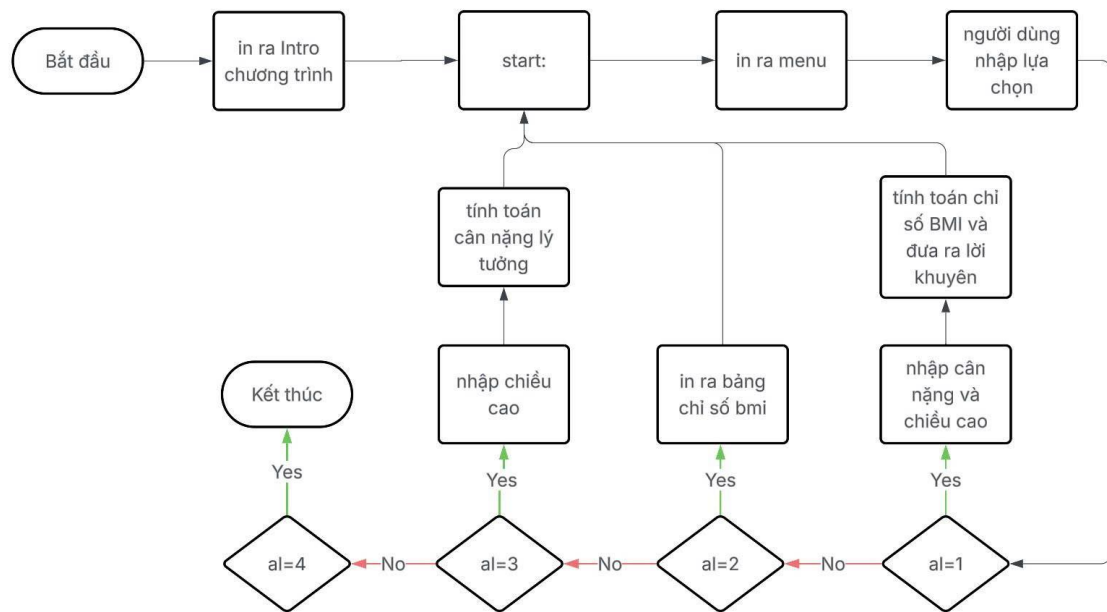 Bắt đầu
in ra Intro
chương trình
start:
in ra menu
người dùng
nhập lựa
chọn
tính toán
cân nặng lý
tưởng
tính toán chỉ
số BMI và
đưa ra lời
khuyên
Kết thúc
nhập chiều
cao
in ra bảng
chỉ số bmi
nhập cân
nặng và
chiều cao
Yes
Yes
Yes
Yes
al=4
No
al=3
No
al=2
No
al=1